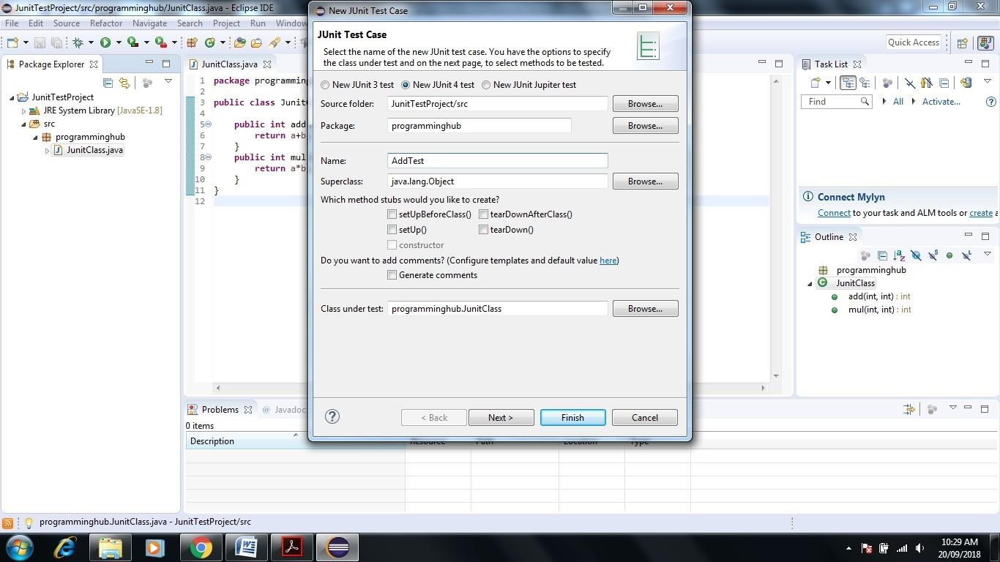 JunitTestProject/src/programminghub/JunitClass.java - Eclipse IDE
File Edit Source Refactor Navigate Search Project Run Window
Quick Access
Package Explorer
JunitTestProject
JRE System Library [JavaSE-1.8]
src
programminghub
JunitClass.java
JunitClass.java
1 package programming
2
3 public class Junit
4
5 public int add
6 return a+b
7 }
8 public int mul
9 return a*b
10 }
11 }
12
New JUnit Test Case
JUnit Test Case
Select the name of the new JUnit test case. You have the options to specify
the class under test and on the next page, to select methods to be tested.
New JUnit 3 test New JUnit 4 test New JUnit Jupiter test
Source folder: JunitTestProject/src Browse...
Package: programminghub Browse...
Name: AddTest
Superclass: java.lang.Object Browse...
Which method stubs would you like to create?
setUpBeforeClass() tearDownAfterClass()
setUp() tearDown()
constructor
Do you want to add comments? (Configure templates and default value here)
Generate comments
Class under test: programminghub.JunitClass Browse...
? < Back Next > Finish Cancel
Task List
Find All Activate... ?
Connect Mylyn
Connect to your task and ALM tools or create a
Outline
programminghub
JunitClass
add(int, int) : int
mul(int, int) : int
Problems @ Javadoc
0 items
Description Resource Path Location Type
programminghub.JunitClass.java - JunitTestProject/src
10:29 AM
20/09/2018